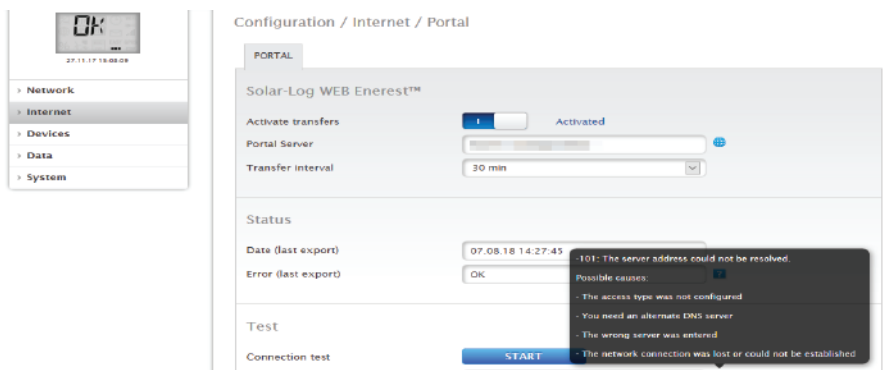 OK
27.11.17 15:03:09
Network
Internet
Devices
Data
System
Configuration / Internet / Portal
PORTAL
Solar-Log WEB Enerest™
Activate transfers
I
Activated
Portal Server
Transfer interval
30 min
Status
Date (last export)
07.08.18 14:27:45
Error (last export)
OK
?
-101: The server address could not be resolved.
Possible causes:
- The access type was not configured
- You need an alternate DNS server
- The wrong server was entered
- The network connection was lost or could not be established
Test
Connection test
START